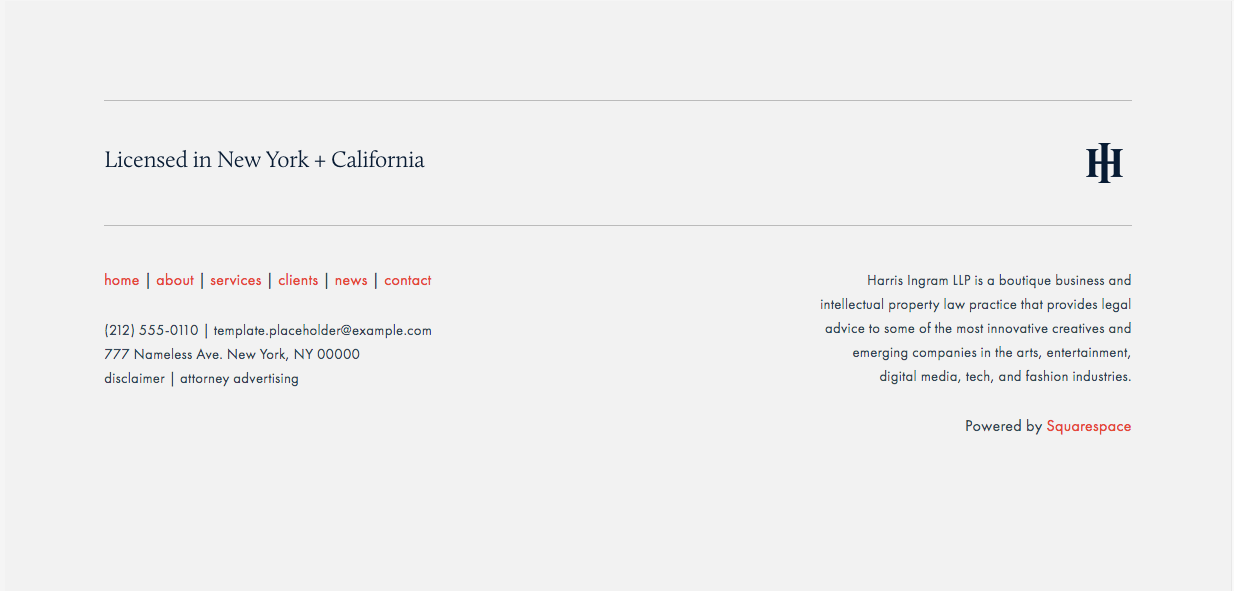 Licensed in New York + California
HI
home | about | services | clients | news | contact
(212) 555-0110 | template.placeholder@example.com
777 Nameless Ave. New York, NY 00000
disclaimer | attorney advertising
Harris Ingram LLP is a boutique business and
intellectual property law practice that provides legal
advice to some of the most innovative creatives and
emerging companies in the arts, entertainment,
digital media, tech, and fashion industries.
Powered by Squarespace